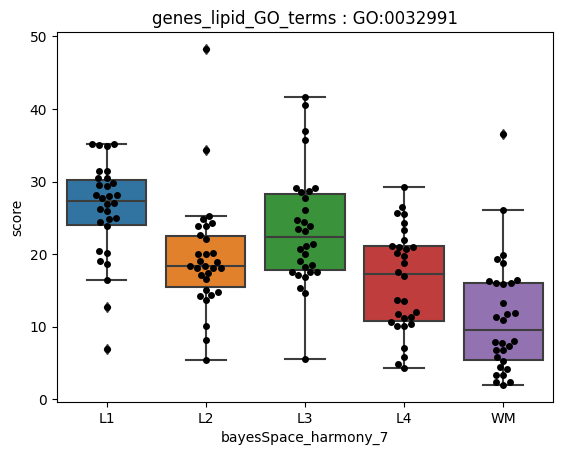 genes_lipid_GO_terms : GO:0032991
50
40
30
20
10
0
score
L1 L2 L3 L4 WM
bayesSpace_harmony_7